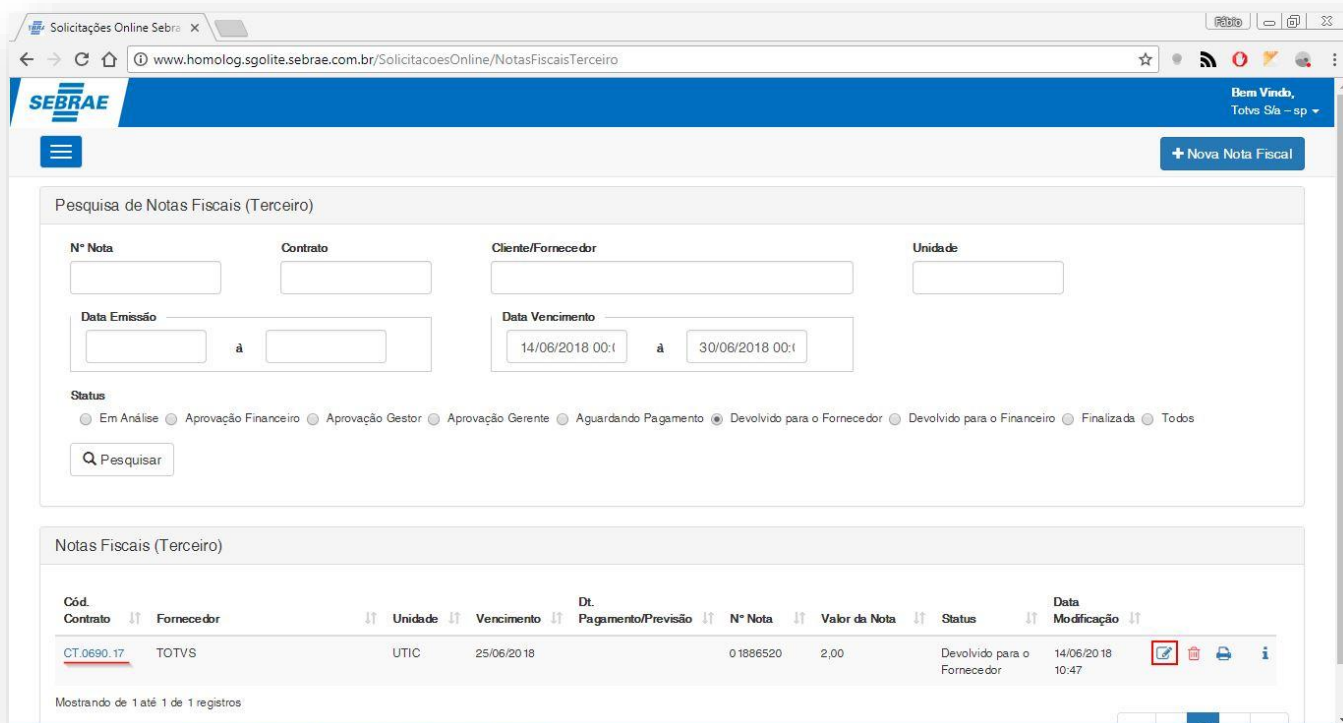 Solicitações Online Sebra
Fábio
www.homolog.sgolite.sebrae.com.br/SolicitacoesOnline/NotasFiscaisTerceiro
SEBRAE
Bem Vindo,
Totvs S/a – sp
+ Nova Nota Fiscal
Pesquisa de Notas Fiscais (Terceiro)
N° Nota Contrato Cliente/Fornecedor Unidade
Data Emissão Data Vencimento
à 14/06/2018 00:( à 30/06/2018 00:(
Status
Em Análise Aprovação Financeiro Aprovação Gestor Aprovação Gerente Aguardando Pagamento Devolvido para o Fornecedor Devolvido para o Financeiro Finalizada Todos
Pesquisar
Notas Fiscais (Terceiro)
Cód. Dt. Data
Contrato Fornecedor Unidade Vencimento Pagamento/Previsão N° Nota Valor da Nota Status Modificação
CT.0690.17 TOTVS UTIC 25/06/2018 01886520 2,00 Devolvido para o 14/06/2018
Fornecedor 10:47
Mostrando de 1 até 1 de 1 registros